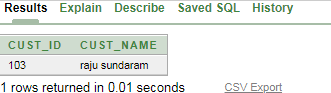 Results Explain Describe Saved SQL History
CUST_ID CUST_NAME
103 raju sundaram
1 rows returned in 0.01 seconds CSV Export